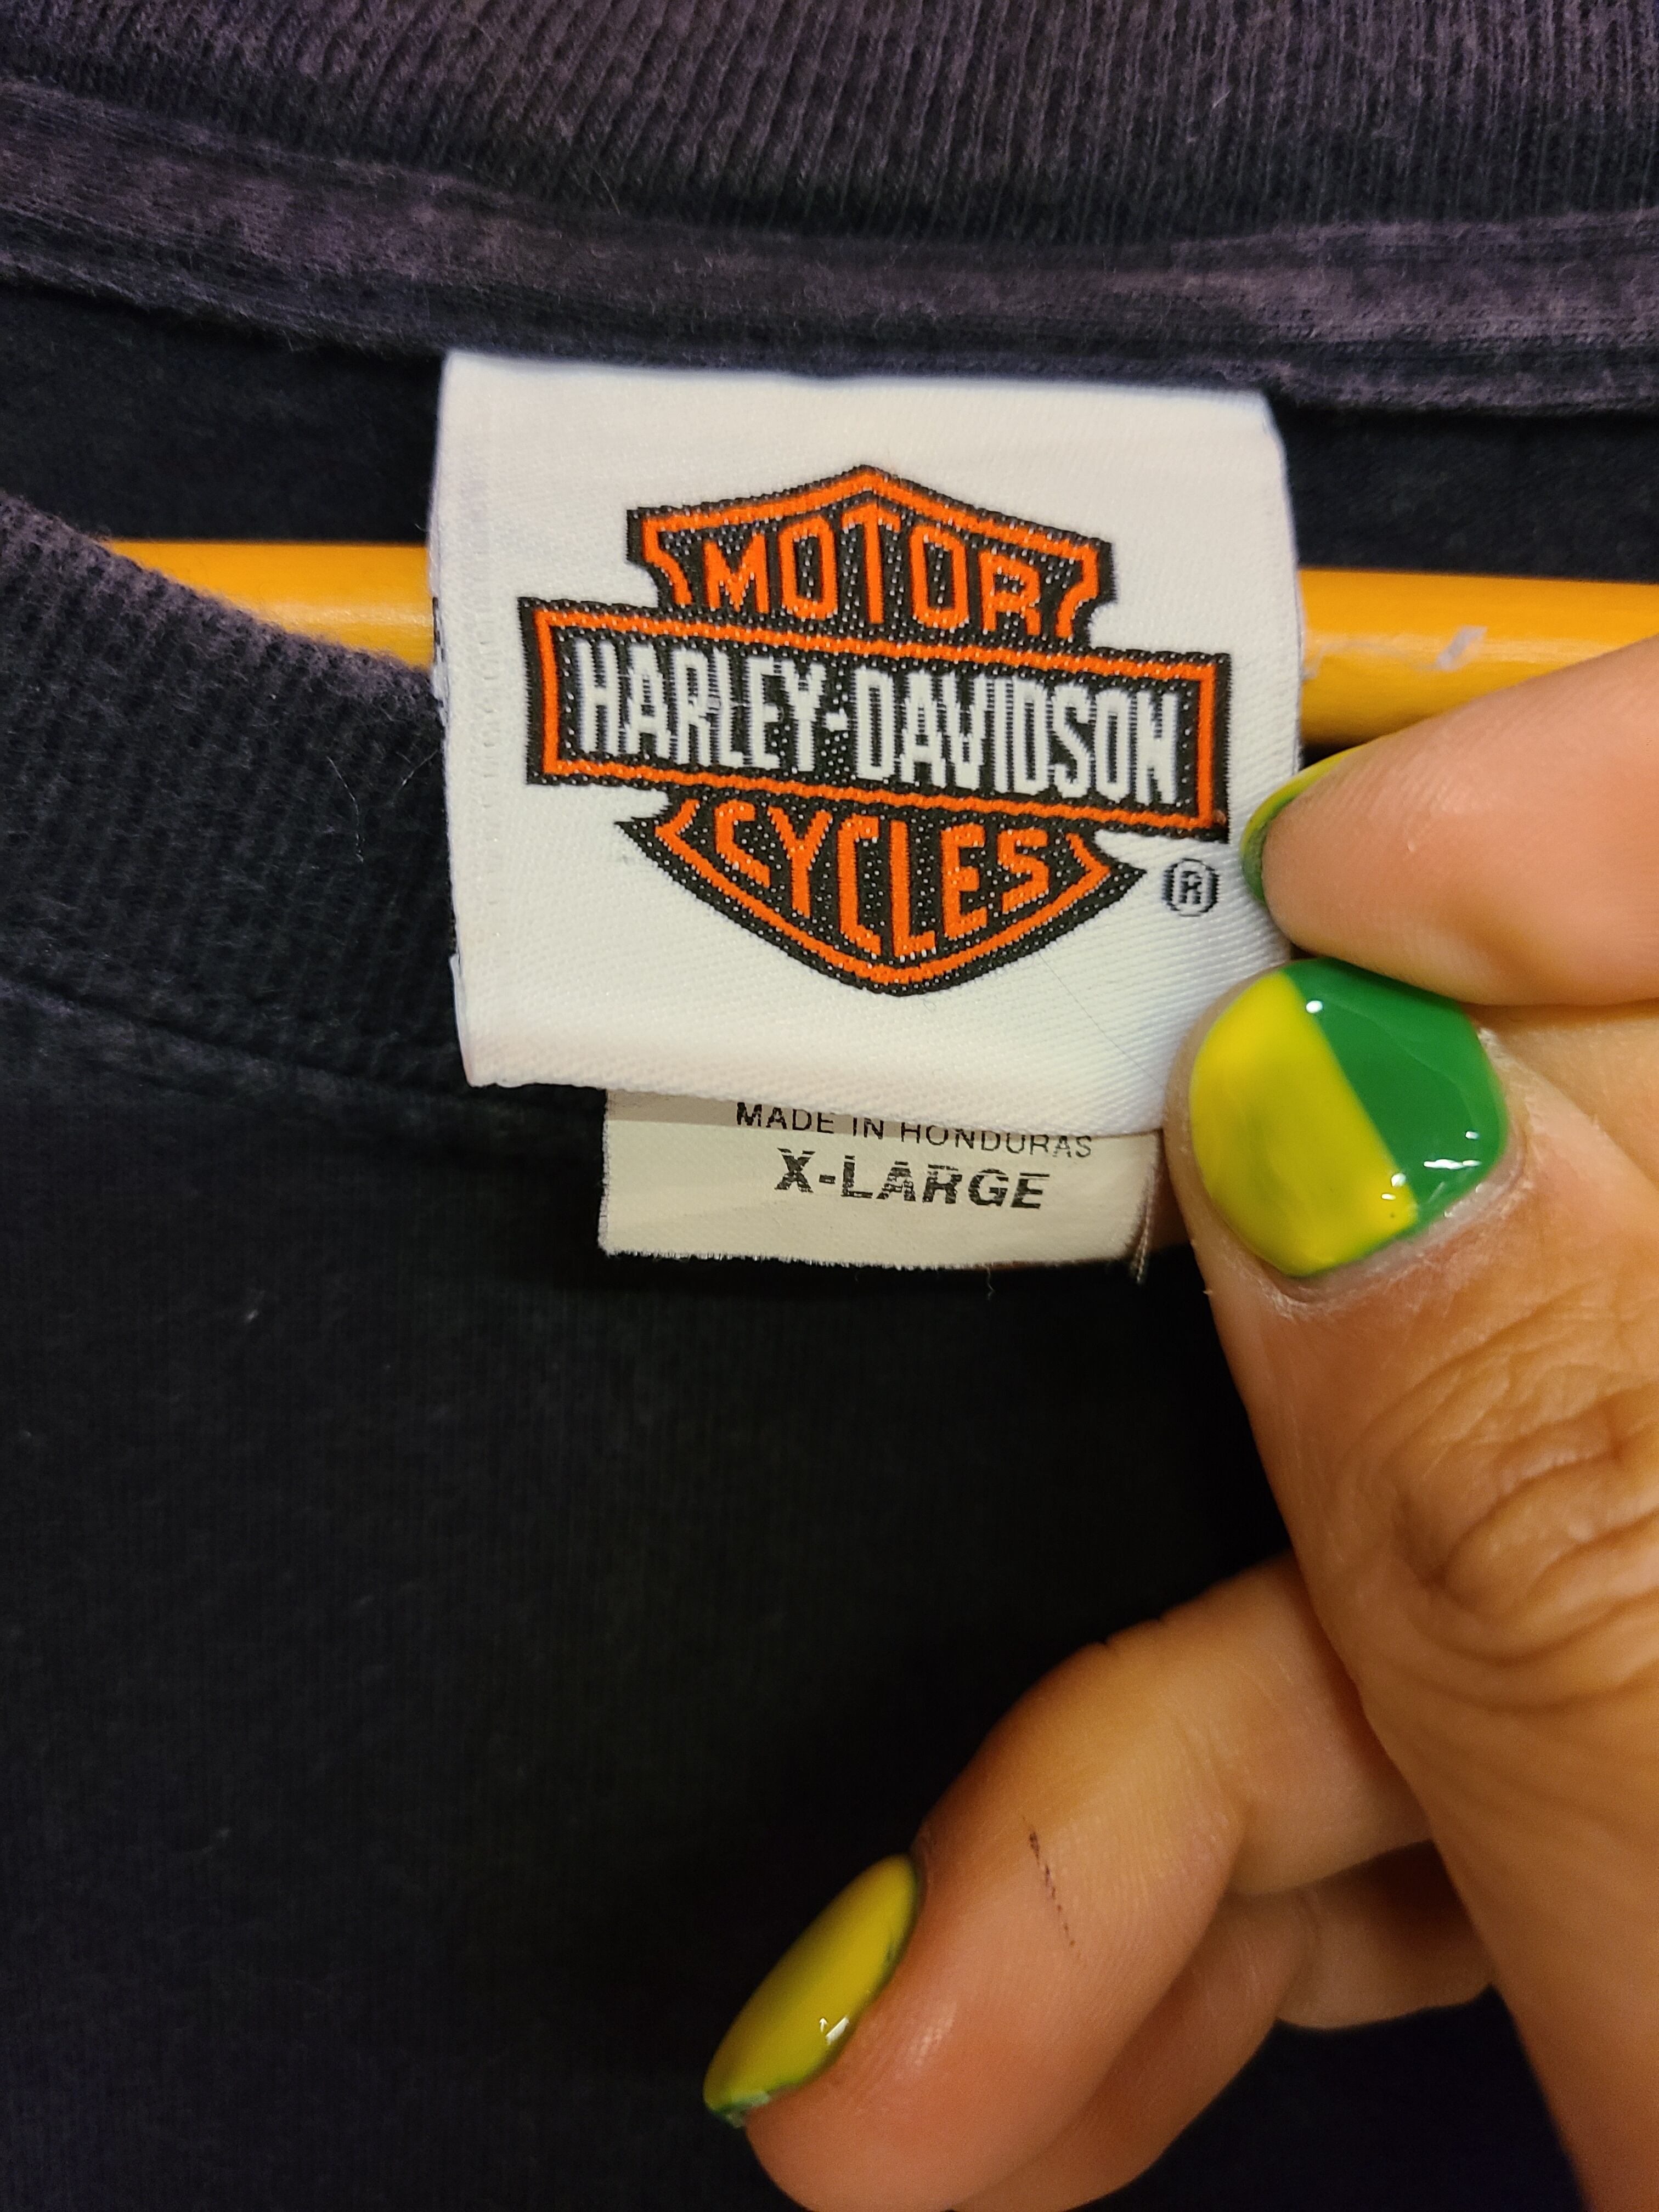 MOTOR
HARLEY-DAVIDSON
CYCLES
®
MADE IN HONDURAS
X-LARGE